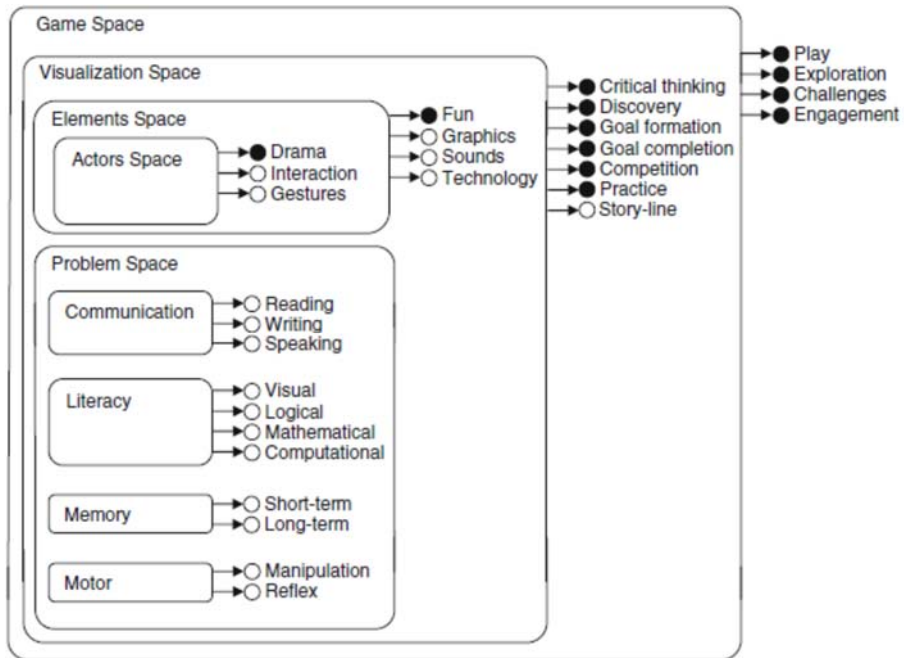 Game Space
Visualization Space
Elements Space
Actors Space
Drama
Interaction
Gestures
Fun
Graphics
Sounds
Technology
Critical thinking
Discovery
Goal formation
Goal completion
Competition
Practice
Story-line
Play
Exploration
Challenges
Engagement
Problem Space
Communication
Reading
Writing
Speaking
Literacy
Visual
Logical
Mathematical
Computational
Memory
Short-term
Long-term
Motor
Manipulation
Reflex